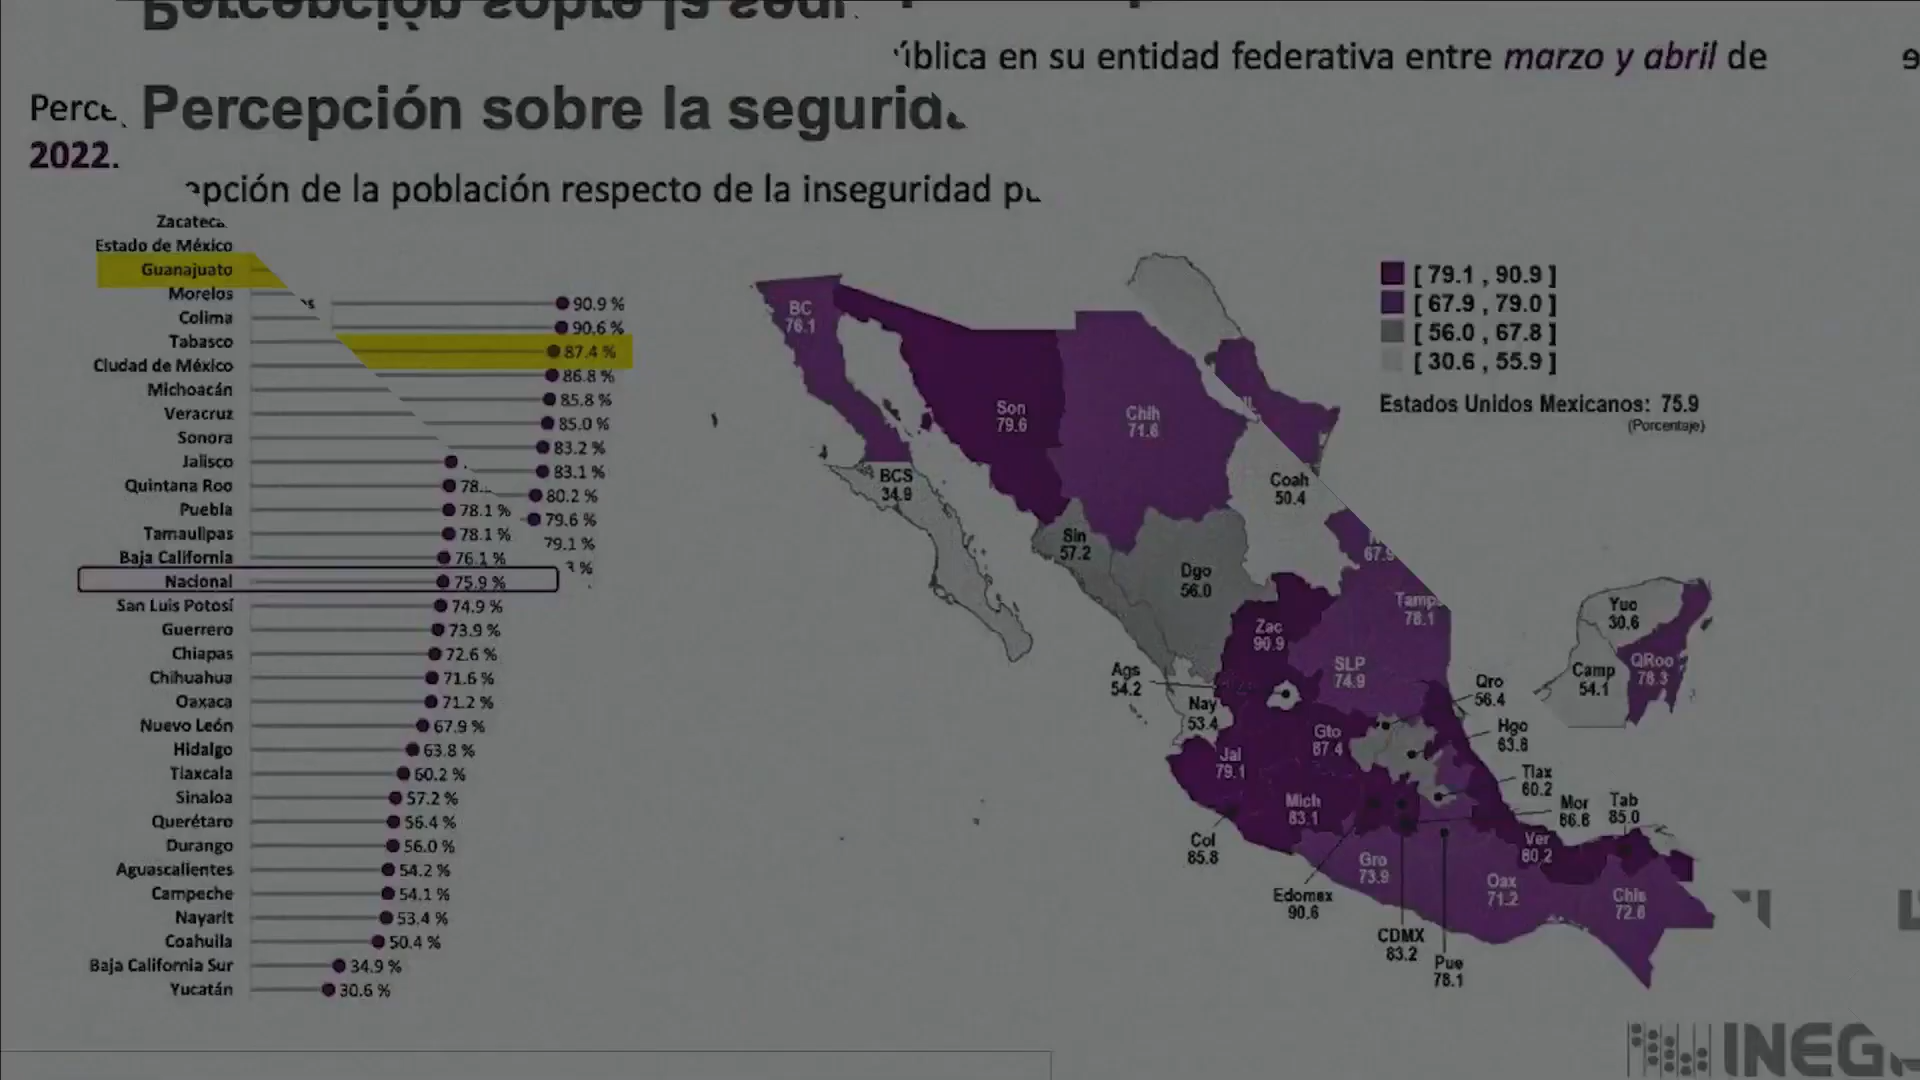 ública en su entidad federativa entre marzo y abril de
Perce
Percepción sobre la segurid
2022.
pción de la población respecto de la inseguridad pu
Zacateca
Estado de México
Guanajuato
Morelos
Colima
Tabasco
Ciudad de México
Michoacán
Veracruz
Sonora
Jalisco
Quintana Roo
Puebla
Tamaulipas
Baja California
Nacional
San Luis Potosí
Guerrero
Chiapas
Chihuahua
Oaxaca
Nuevo León
Hidalgo
Tlaxcala
Sinaloa
Querétaro
Durango
Aguascalientes
Campeche
Nayarit
Coahuila
Baja California Sur
Yucatán
90.9 %
90.6 %
87.4 %
86.8 %
85.8 %
85.0 %
83.2 %
83.1 %
80.2 %
79.6 %
79.1 %
3 %
78.
78.1 %
78.1 %
76.1 %
75.9 %
74.9 %
73.9 %
72.6 %
71.6 %
71.2 %
67.9 %
63.8 %
60.2 %
57.2 %
56.4 %
56.0 %
54.2 %
54.1 %
53.4 %
50.4 %
34.9 %
30.6 %
BC
76.1
Son
79.6
Chih
71.6
BCS
34.9
Coah
50.4
Sin
57.2
Dgo
56.0
67.9
Tamps
78.1
Zac
90.9
SLP
74.9
Ags
54.2
Nay
53.4
Qro
56.4
Hgo
63.8
Gto
87.4
Jal
79.1
Tlax
60.2
Mich
83.1
Mor
86.8
Tab
85.0
Col
85.8
Ver
80.2
Gro
73.9
Oax
71.2
Chis
72.6
Edomex
90.6
CDMX
83.2
Pue
78.1
Yuc
30.6
Camp
54.1
QRoo
78.3
[ 79.1 , 90.9 ]
[ 67.9 , 79.0 ]
[ 56.0 , 67.8 ]
[ 30.6 , 55.9 ]
Estados Unidos Mexicanos: 75.9
(Porcentaje)
INEG